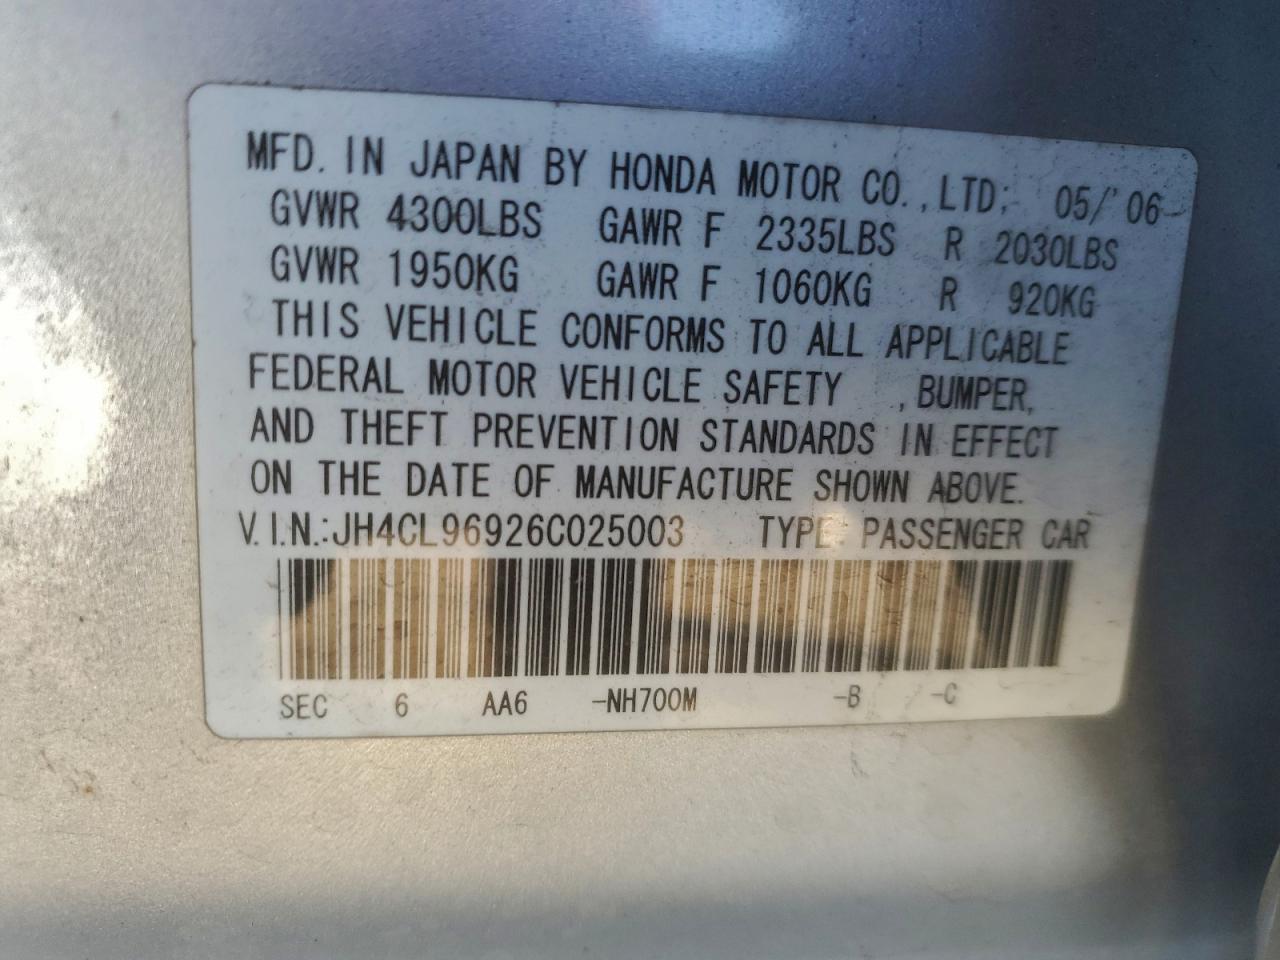 MFD. IN JAPAN BY HONDA MOTOR CO.,LTD; 05/'06
GVWR 4300LBS GAWR F 2335LBS R 2030LBS
GVWR 1950KG GAWR F 1060KG R 920KG
THIS VEHICLE CONFORMS TO ALL APPLICABLE
FEDERAL MOTOR VEHICLE SAFETY , BUMPER,
AND THEFT PREVENTION STANDARDS IN EFFECT
ON THE DATE OF MANUFACTURE SHOWN ABOVE.
V.I.N.:JH4CL96926C025003 TYPE: PASSENGER CAR
SEC 6 AA6 -NH700M -B -C